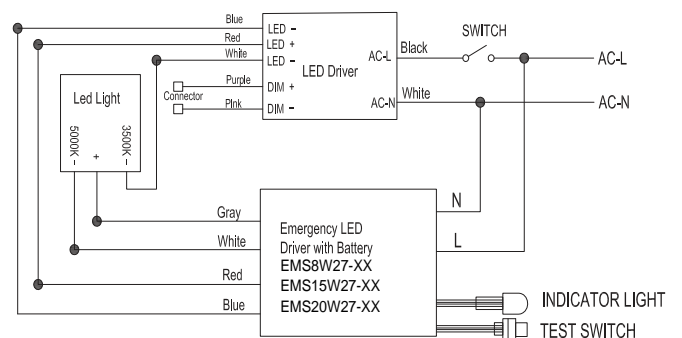 Blue
Red
White
Purple
Connector
PInk
LED -
LED +
LED -
DIM +
DIM -
LED Driver
AC-L
AC-N
Black
White
SWITCH
AC-L
AC-N
Led Light
5000K -
+
3500K -
Gray
White
Red
Blue
Emergency LED
Driver with Battery
EMS8W27-XX
EMS15W27-XX
EMS20W27-XX
N
L
INDICATOR LIGHT
TEST SWITCH